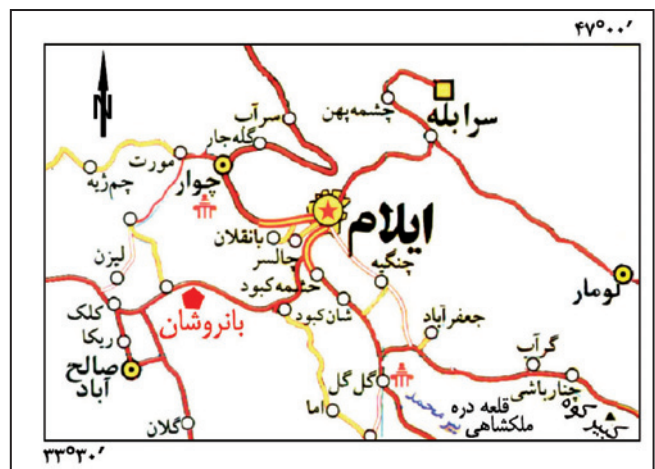 ۴۷°۰۰′
N
سراب
گله جار
چشمه پهن
سرابله
مورت
چم ژیه
چوار
ایلام
بانقلان
چالسر
چنگیه
لیزن
چشمه کبود
لومار
کلک
بانروشان
شان کبود
جعفرآباد
ریکا
صالح
آباد
گرآب
گل گل
چنارباشی
کبیر کوه
اما
قلعه دره
ملکشاهی
گلان
۳۳°۳۰′